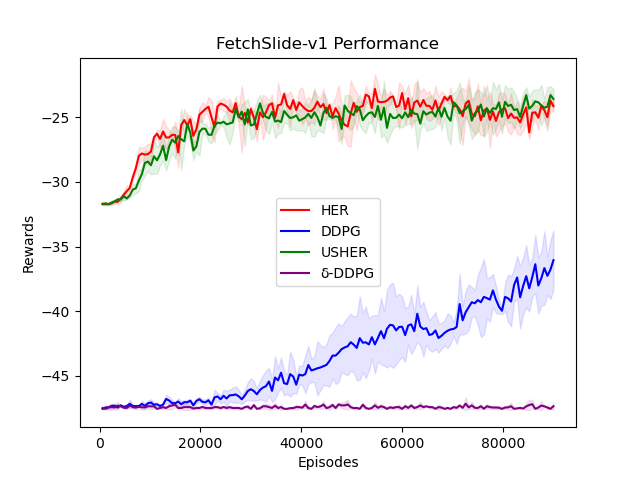 FetchSlide-v1 Performance
Rewards
−25
−30
−35
−40
−45
HER
DDPG
USHER
δ-DDPG
0
20000
40000
60000
80000
Episodes